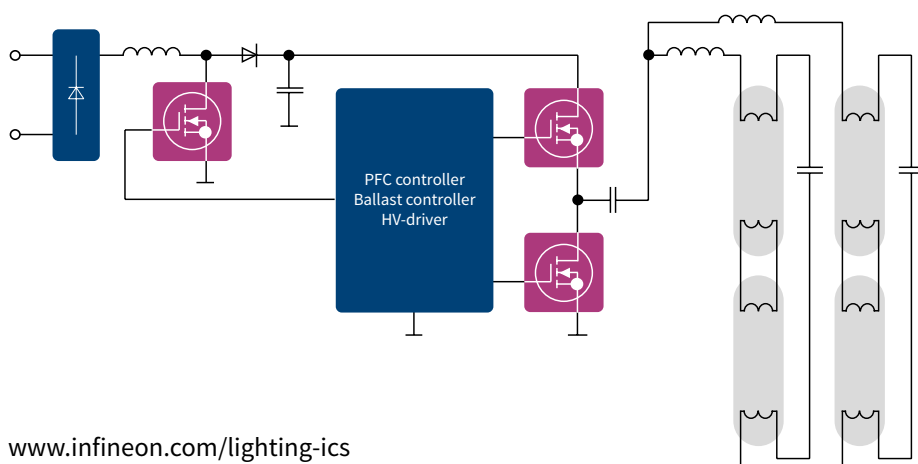 PFC controller
Ballast controller
HV-driver
www.infineon.com/lighting-ics